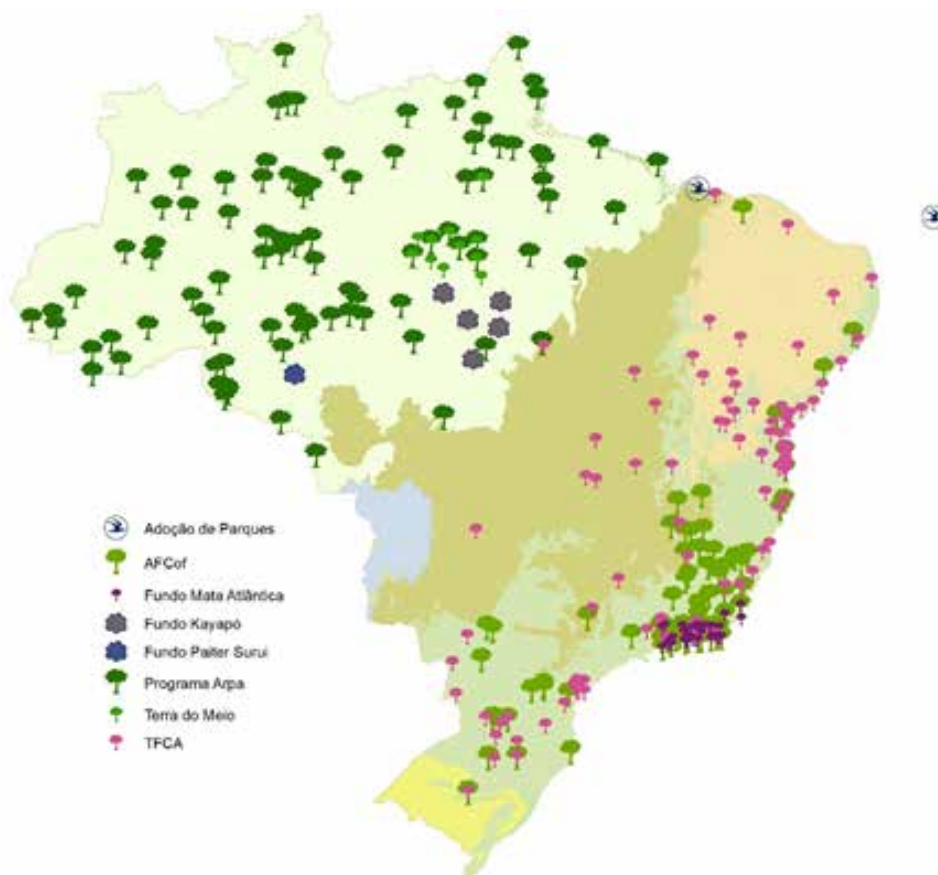 Adoção de Parques
AFCof
Fundo Mata Atlântica
Fundo Kayapó
Fundo Paiter Surui
Programa Arpa
Terra do Meio
TFCA